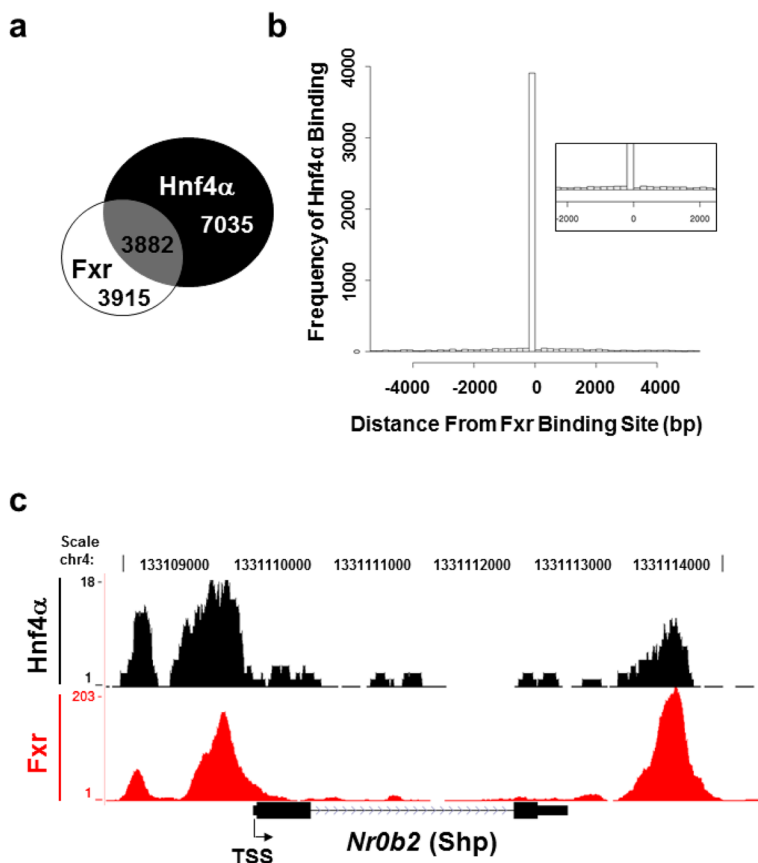 a
Hnf4α
7035
3882
Fxr
3915
b
Frequency of Hnf4α Binding
4000
3000
2000
1000
0
-2000 0 2000
-4000 -2000 0 2000 4000
Distance From Fxr Binding Site (bp)
c
Scale
chr4:
133109000 1331110000 1331111000 1331112000 1331113000 1331114000
Hnf4α
18
1
Fxr
203
1
TSS
Nr0b2 (Shp)